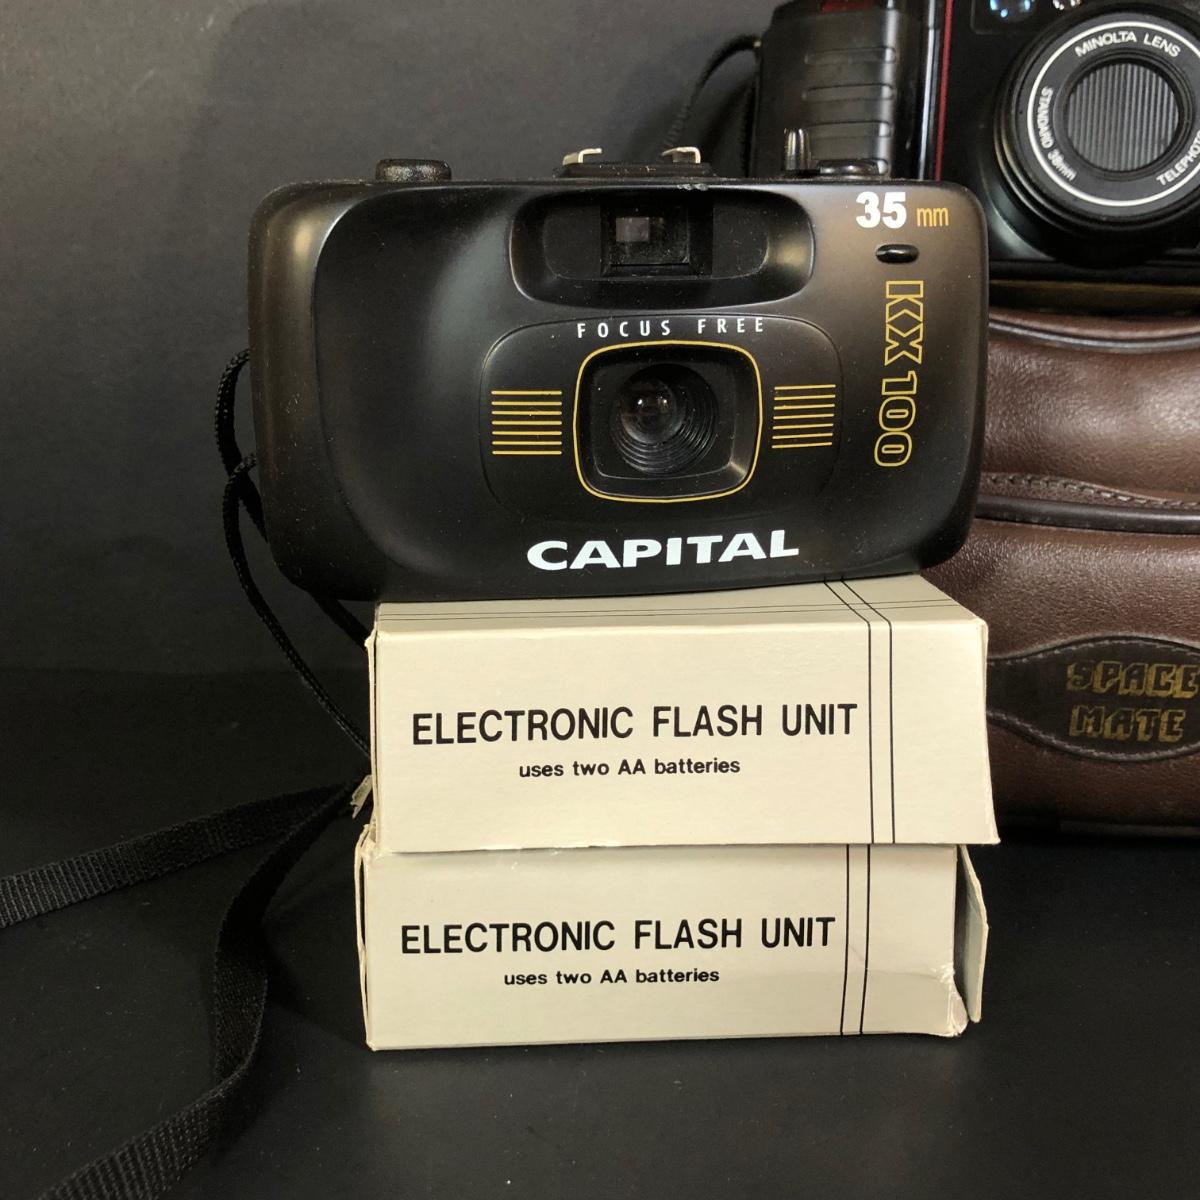 MINOLTA LENS
STANDARD 38mm
35 mm
KX 100
FOCUS FREE
CAPITAL
SPACE
MATE
ELECTRONIC FLASH UNIT
uses two AA batteries
ELECTRONIC FLASH UNIT
uses two AA batteries